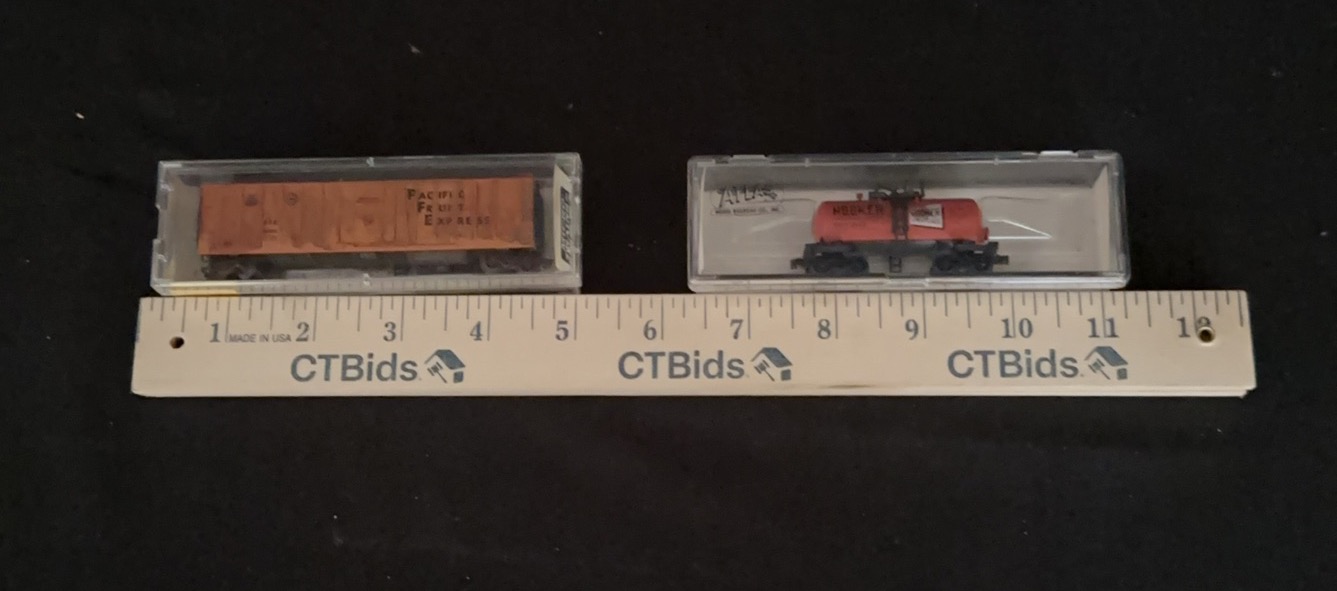 PACIFIC
FRUIT
EXPRESS
ATLAS
HOOKER
1 MADE IN USA 2 3 4 5 6 7 8 9 10 11 12
CTBids. CTBids. CTBids.